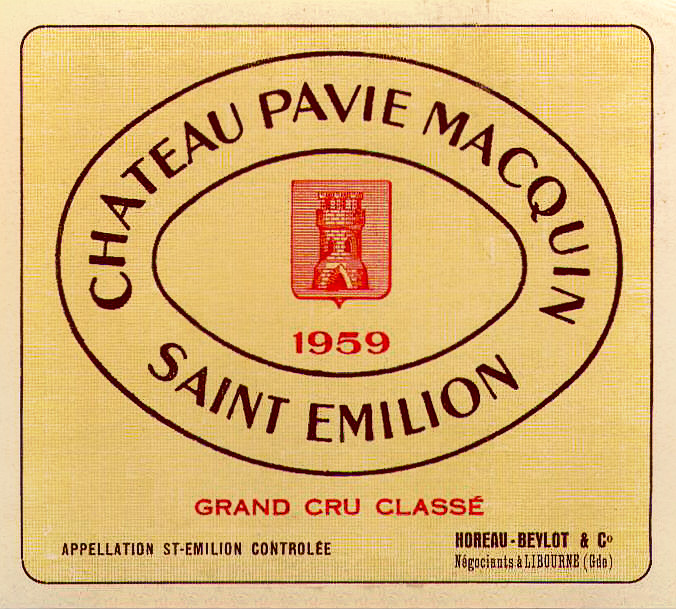 CHATEAU PAVIE MACQUIN
1959
SAINT EMILION
GRAND CRU CLASSÉ
APPELLATION ST-EMILION CONTROLÉE
HOREAU-BEYLOT & Cº
Négociants à LIBOURNE (Gde)